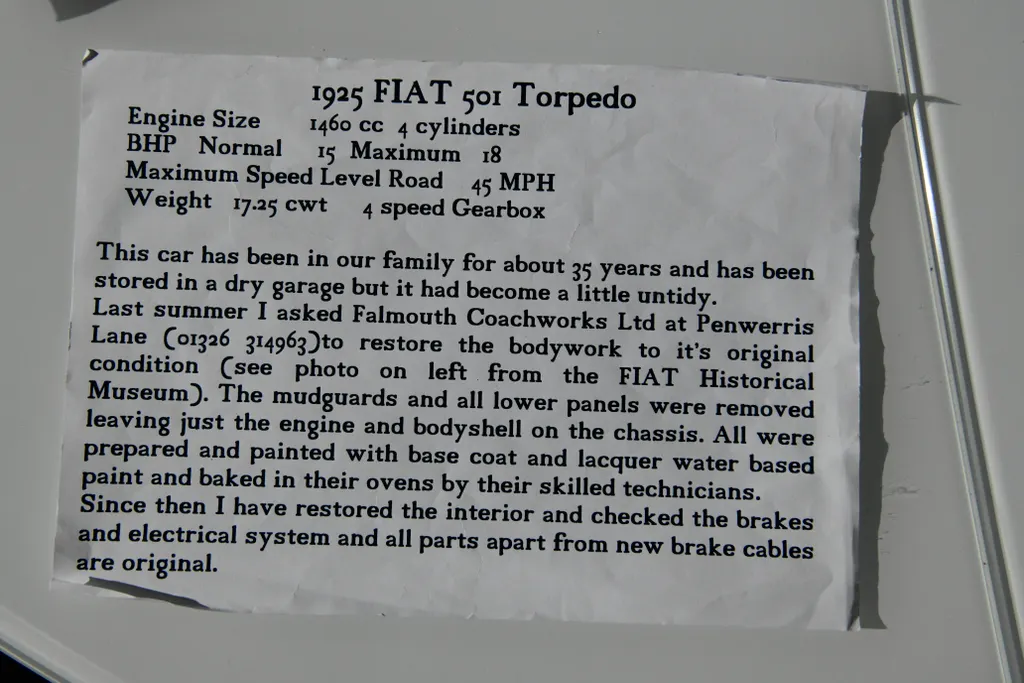 1925 FIAT 501 Torpedo
Engine Size 1460 cc 4 cylinders
BHP Normal 15 Maximum 18
Maximum Speed Level Road 45 MPH
Weight 17.25 cwt 4 speed Gearbox
This car has been in our family for about 35 years and has been
stored in a dry garage but it had become a little untidy.
Last summer I asked Falmouth Coachworks Ltd at Penwerris
Lane (01326 314963)to restore the bodywork to it's original
condition (see photo on left from the FIAT Historical
Museum). The mudguards and all lower panels were removed
leaving just the engine and bodyshell on the chassis. All were
prepared and painted with base coat and lacquer water based
paint and baked in their ovens by their skilled technicians.
Since then I have restored the interior and checked the brakes
and electrical system and all parts apart from new brake cables
are original.